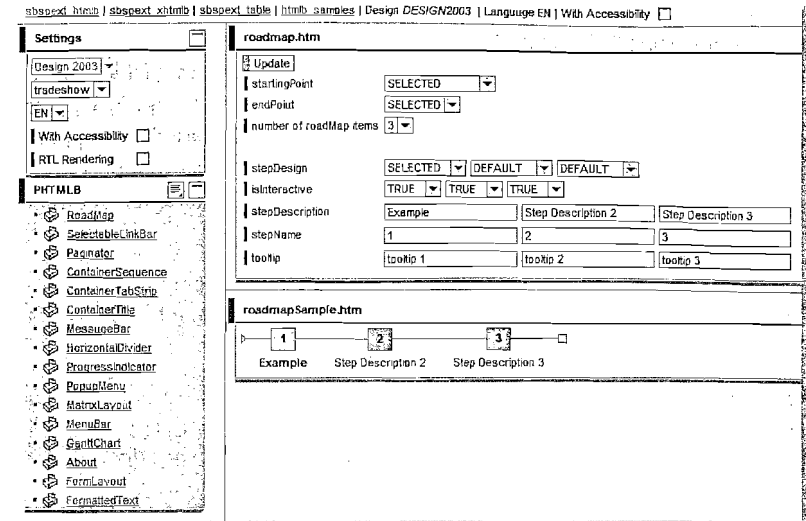 sbspext_htmlb | sbspext_xhtmlb | sbspext_table | htmlb_samples | Design DESIGN2003 | Language EN | With Accessibility
Settings
Design 2003
tradeshow
EN
With Accessibility
RTL Rendering
PHTMLB
RoadMap
SelectableLinkBar
Paginator
ContainerSequence
ContainerTabStrip
ContainerTitle
MessageBar
HorizontalDivider
ProgressIndicator
PopupMenu
MatrixLayout
MenuBar
GanttChart
About
FormLayout
FormattedText
roadmap.htm
Update
startingPoint SELECTED
endPoint SELECTED
number of roadMap items 3
stepDesign SELECTED DEFAULT DEFAULT
isInteractive TRUE TRUE TRUE
stepDescription Example Step Description 2 Step Description 3
stepName 1 2 3
tooltip tooltip 1 tooltip 2 tooltip 3
roadmapSample.htm
1 2 3
Example Step Description 2 Step Description 3